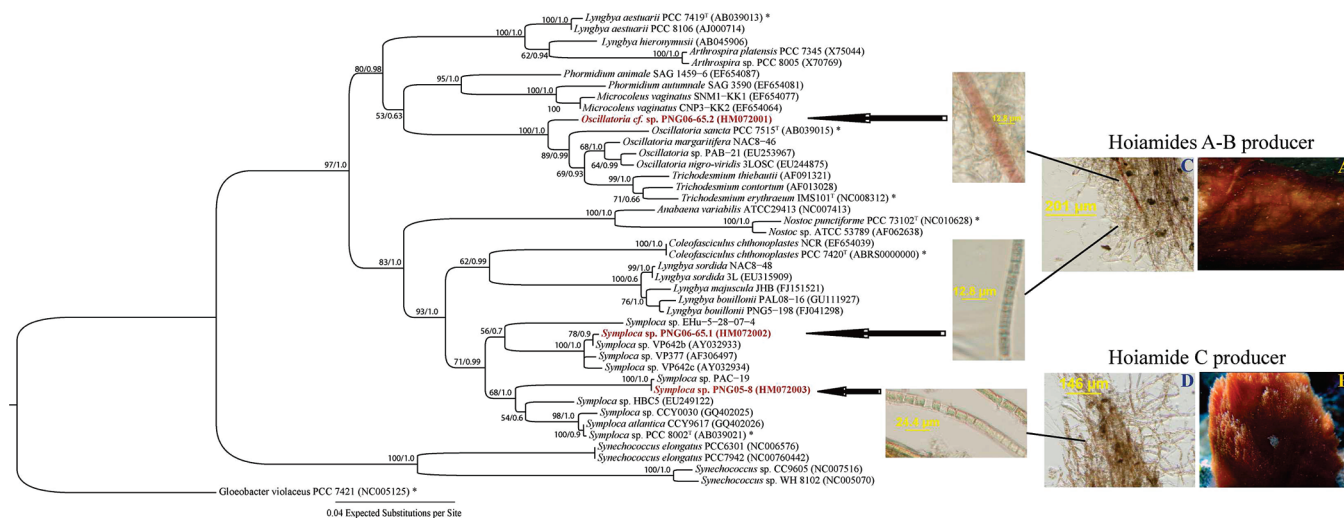 100/1.0
Lyngbya aestuarii PCC 7419ᵀ (AB039013) *
Lyngbya aestuarii PCC 8106 (AJ000714)
100/1.0
Lyngbya hieronymusii (AB045906)
62/0.94
100/1.0
Arthrospira platensis PCC 7345 (X75044)
Arthrospira sp. PCC 8005 (X70769)
80/0.98
Phormidium animale SAG 1459-6 (EF654087)
95/1.0
Phormidium autumnale SAG 3590 (EF654081)
100/1.0
Microcoleus vaginatus SNM1-KK1 (EF654077)
100
Microcoleus vaginatus CNP3-KK2 (EF654064)
53/0.63
Oscillatoria cf. sp. PNG06-65.2 (HM072001)
100/1.0
Oscillatoria sancta PCC 7515ᵀ (AB039015) *
89/0.99
Oscillatoria margaritifera NAC8-46
68/1.0
Oscillatoria sp. PAB-21 (EU253967)
64/0.99
Oscillatoria nigro-viridis 3LOSC (EU244875)
69/0.93
Trichodesmium thiebautii (AF091321)
99/1.0
Trichodesmium contortum (AF013028)
71/0.66
Trichodesmium erythraeum IMS101ᵀ (NC008312) *
97/1.0
Anabaena variabilis ATCC29413 (NC007413)
100/1.0
Nostoc punctiforme PCC 73102ᵀ (NC010628) *
100/1.0
Nostoc sp. ATCC 53789 (AF062638)
83/1.0
Coleofasciculus chthonoplastes NCR (EF654039)
100/1.0
Coleofasciculus chthonoplastes PCC 7420ᵀ (ABRS0000000) *
62/0.99
Lyngbya sordida NAC8-48
99/1.0
Lyngbya sordida 3L (EU315909)
100/0.6
Lyngbya majuscula JHB (FJ151521)
76/1.0
Lyngbya bouillonii PAL08-16 (GU111927)
Lyngbya bouillonii PNG5-198 (FJ041298)
93/1.0
Symploca sp. EHu-5-28-07-4
56/0.7
78/0.9
Symploca sp. PNG06-65.1 (HM072002)
100/1.0
Symploca sp. VP642b (AY032933)
Symploca sp. VP377 (AF306497)
Symploca sp. VP642c (AY032934)
71/0.99
Symploca sp. PAC-19
100/1.0
Symploca sp. PNG05-8 (HM072003)
68/1.0
Symploca sp. HBC5 (EU249122)
54/0.6
Symploca sp. CCY0030 (GQ402025)
98/1.0
Symploca atlantica CCY9617 (GQ402026)
100/0.9
Symploca sp. PCC 8002ᵀ (AB039021) *
Synechococcus elongatus PCC6301 (NC006576)
100/1.0
Synechococcus elongatus PCC7942 (NC00760442)
100/1.0
Synechococcus sp. CC9605 (NC007516)
Synechococcus sp. WH 8102 (NC005070)
Gloeobacter violaceus PCC 7421 (NC005125) *
0.04 Expected Substitutions per Site
12.8 µm
12.8 µm
24.4 µm
Hoiamides A-B producer
C
201 µm
A
Hoiamide C producer
D
146 µm
B